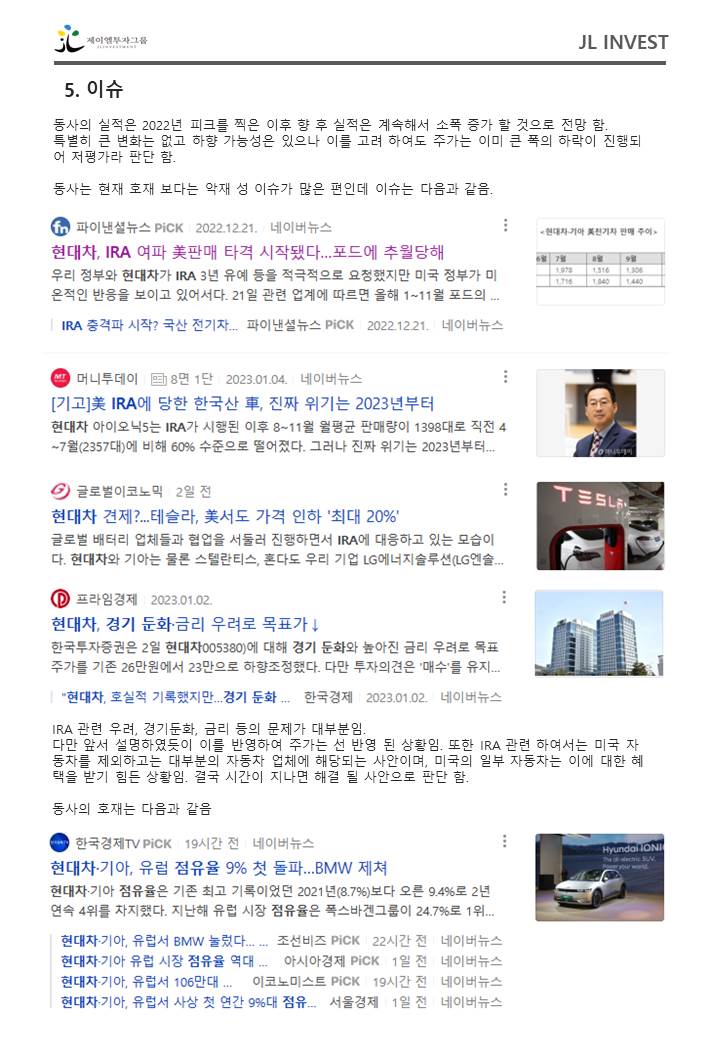 제이엘투자그룹
JL INVESTMENT
JL INVEST
5. 이슈
동사의 실적은 2022년 피크를 찍은 이후 향 후 실적은 계속해서 소폭 증가 할 것으로 전망 함.
특별히 큰 변화는 없고 하향 가능성은 있으나 이를 고려 하여도 주가는 이미 큰 폭의 하락이 진행되
어 저평가라 판단 함.
동사는 현재 호재 보다는 악재 성 이슈가 많은 편인데 이슈는 다음과 같음.
fn 파이낸셜뉴스 PiCK 2022.12.21. 네이버뉴스
현대차, IRA 여파 美판매 타격 시작됐다...포드에 추월당해
우리 정부와 현대차가 IRA 3년 유예 등을 적극적으로 요청했지만 미국 정부가 미
온적인 반응을 보이고 있어서다. 21일 관련 업계에 따르면 올해 1~11월 포드의 ...
IRA 충격파 시작? 국산 전기차... 파이낸셜뉴스 PiCK 2022.12.21. 네이버뉴스
<현대차·기아 美전기차 판매 추이>
6월 7월 8월 9월
1,978 1,516 1,306
1,716 1,840 1,440
MT 머니투데이 8면 1단 2023.01.04. 네이버뉴스
[기고]美 IRA에 당한 한국산 車, 진짜 위기는 2023년부터
현대차 아이오닉5는 IRA가 시행된 이후 8~11월 월평균 판매량이 1398대로 직전 4
~7월(2357대)에 비해 60% 수준으로 떨어졌다. 그러나 진짜 위기는 2023년부터...
머니투데이
글로벌이코노믹 2일 전
현대차 견제?...테슬라, 美서도 가격 인하 '최대 20%'
글로벌 배터리 업체들과 협업을 서둘러 진행하면서 IRA에 대응하고 있는 모습이
다. 현대차와 기아는 물론 스텔란티스, 혼다도 우리 기업 LG에너지솔루션(LG엔솔...
TESLA
프라임경제 2023.01.02.
현대차, 경기 둔화·금리 우려로 목표가↓
한국투자증권은 2일 현대차005380)에 대해 경기 둔화와 높아진 금리 우려로 목표
주가를 기존 26만원에서 23만으로 하향조정했다. 다만 투자의견은 '매수'를 유지...
"현대차, 호실적 기록했지만...경기 둔화 ... 한국경제 2023.01.02. 네이버뉴스
IRA 관련 우려, 경기둔화, 금리 등의 문제가 대부분임.
다만 앞서 설명하였듯이 이를 반영하여 주가는 선 반영 된 상황임. 또한 IRA 관련 하여서는 미국 자
동차를 제외하고는 대부분의 자동차 업체에 해당되는 사안이며, 미국의 일부 자동차는 이에 대한 혜
택을 받기 힘든 상황임. 결국 시간이 지나면 해결 될 사안으로 판단 함.
동사의 호재는 다음과 같음
한국경제TV PiCK 19시간 전 네이버뉴스
현대차·기아, 유럽 점유율 9% 첫 돌파...BMW 제쳐
현대차·기아 점유율은 기존 최고 기록이었던 2021년(8.7%)보다 오른 9.4%로 2년
연속 4위를 차지했다. 지난해 유럽 시장 점유율은 폭스바겐그룹이 24.7%로 1위...
Hyundai IONIQ
The all-electric SUV.
Power your world.
현대차·기아, 유럽서 BMW 눌렀다... ... 조선비즈 PiCK 22시간 전 네이버뉴스
현대차·기아 유럽 시장 점유율 역대 ... 아시아경제 PiCK 1일 전 네이버뉴스
현대차·기아, 유럽서 106만대 ... 이코노미스트 PiCK 19시간 전 네이버뉴스
현대차·기아, 유럽서 사상 첫 연간 9%대 점유... 서울경제 1일 전 네이버뉴스